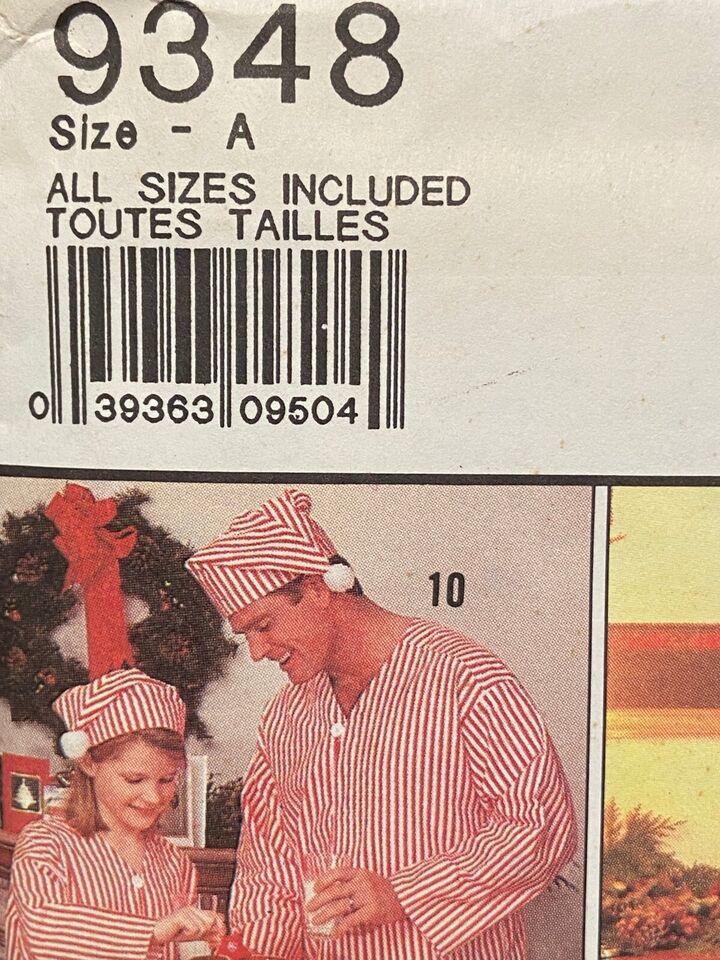 9348
Size - A
ALL SIZES INCLUDED
TOUTES TAILLES
0 39363 09504
10